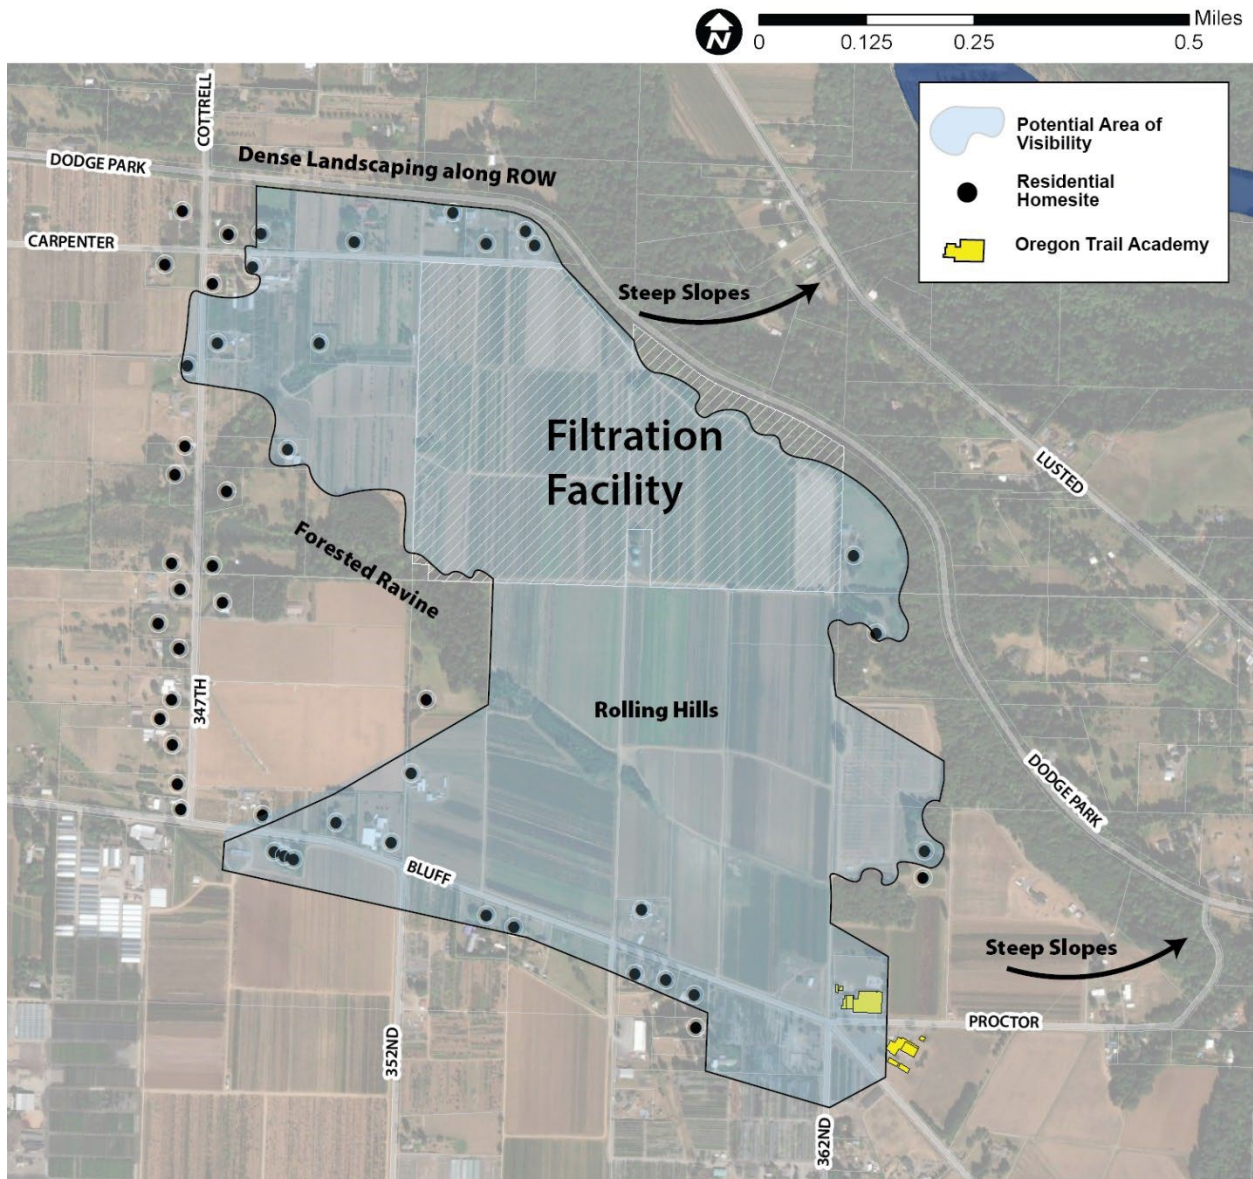 N
Miles
0 0.125 0.25 0.5
Potential Area of
Visibility
Residential
Homesite
Oregon Trail Academy
COTTRELL
DODGE PARK
Dense Landscaping along ROW
CARPENTER
Steep Slopes
Filtration
Facility
LUSTED
Forested Ravine
347TH
Rolling Hills
DODGE PARK
BLUFF
Steep Slopes
PROCTOR
352ND
362ND